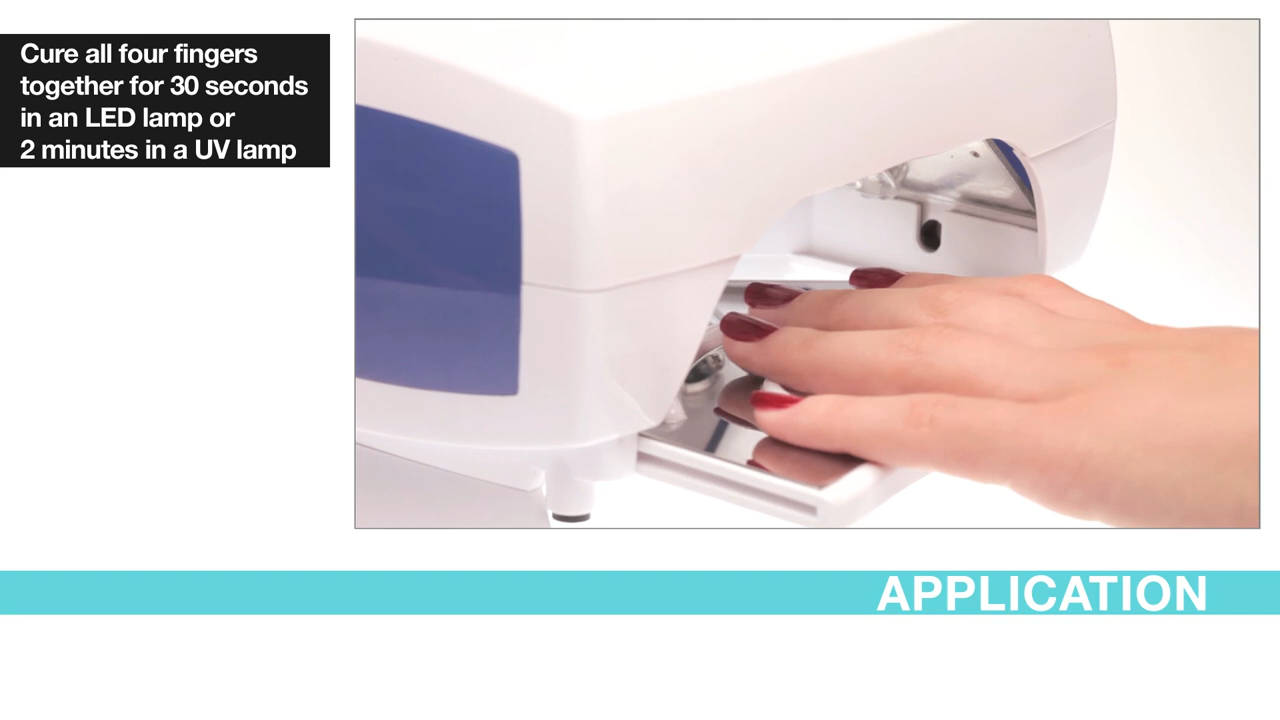 Cure all four fingers
together for 30 seconds
in an LED lamp or
2 minutes in a UV lamp
APPLICATION